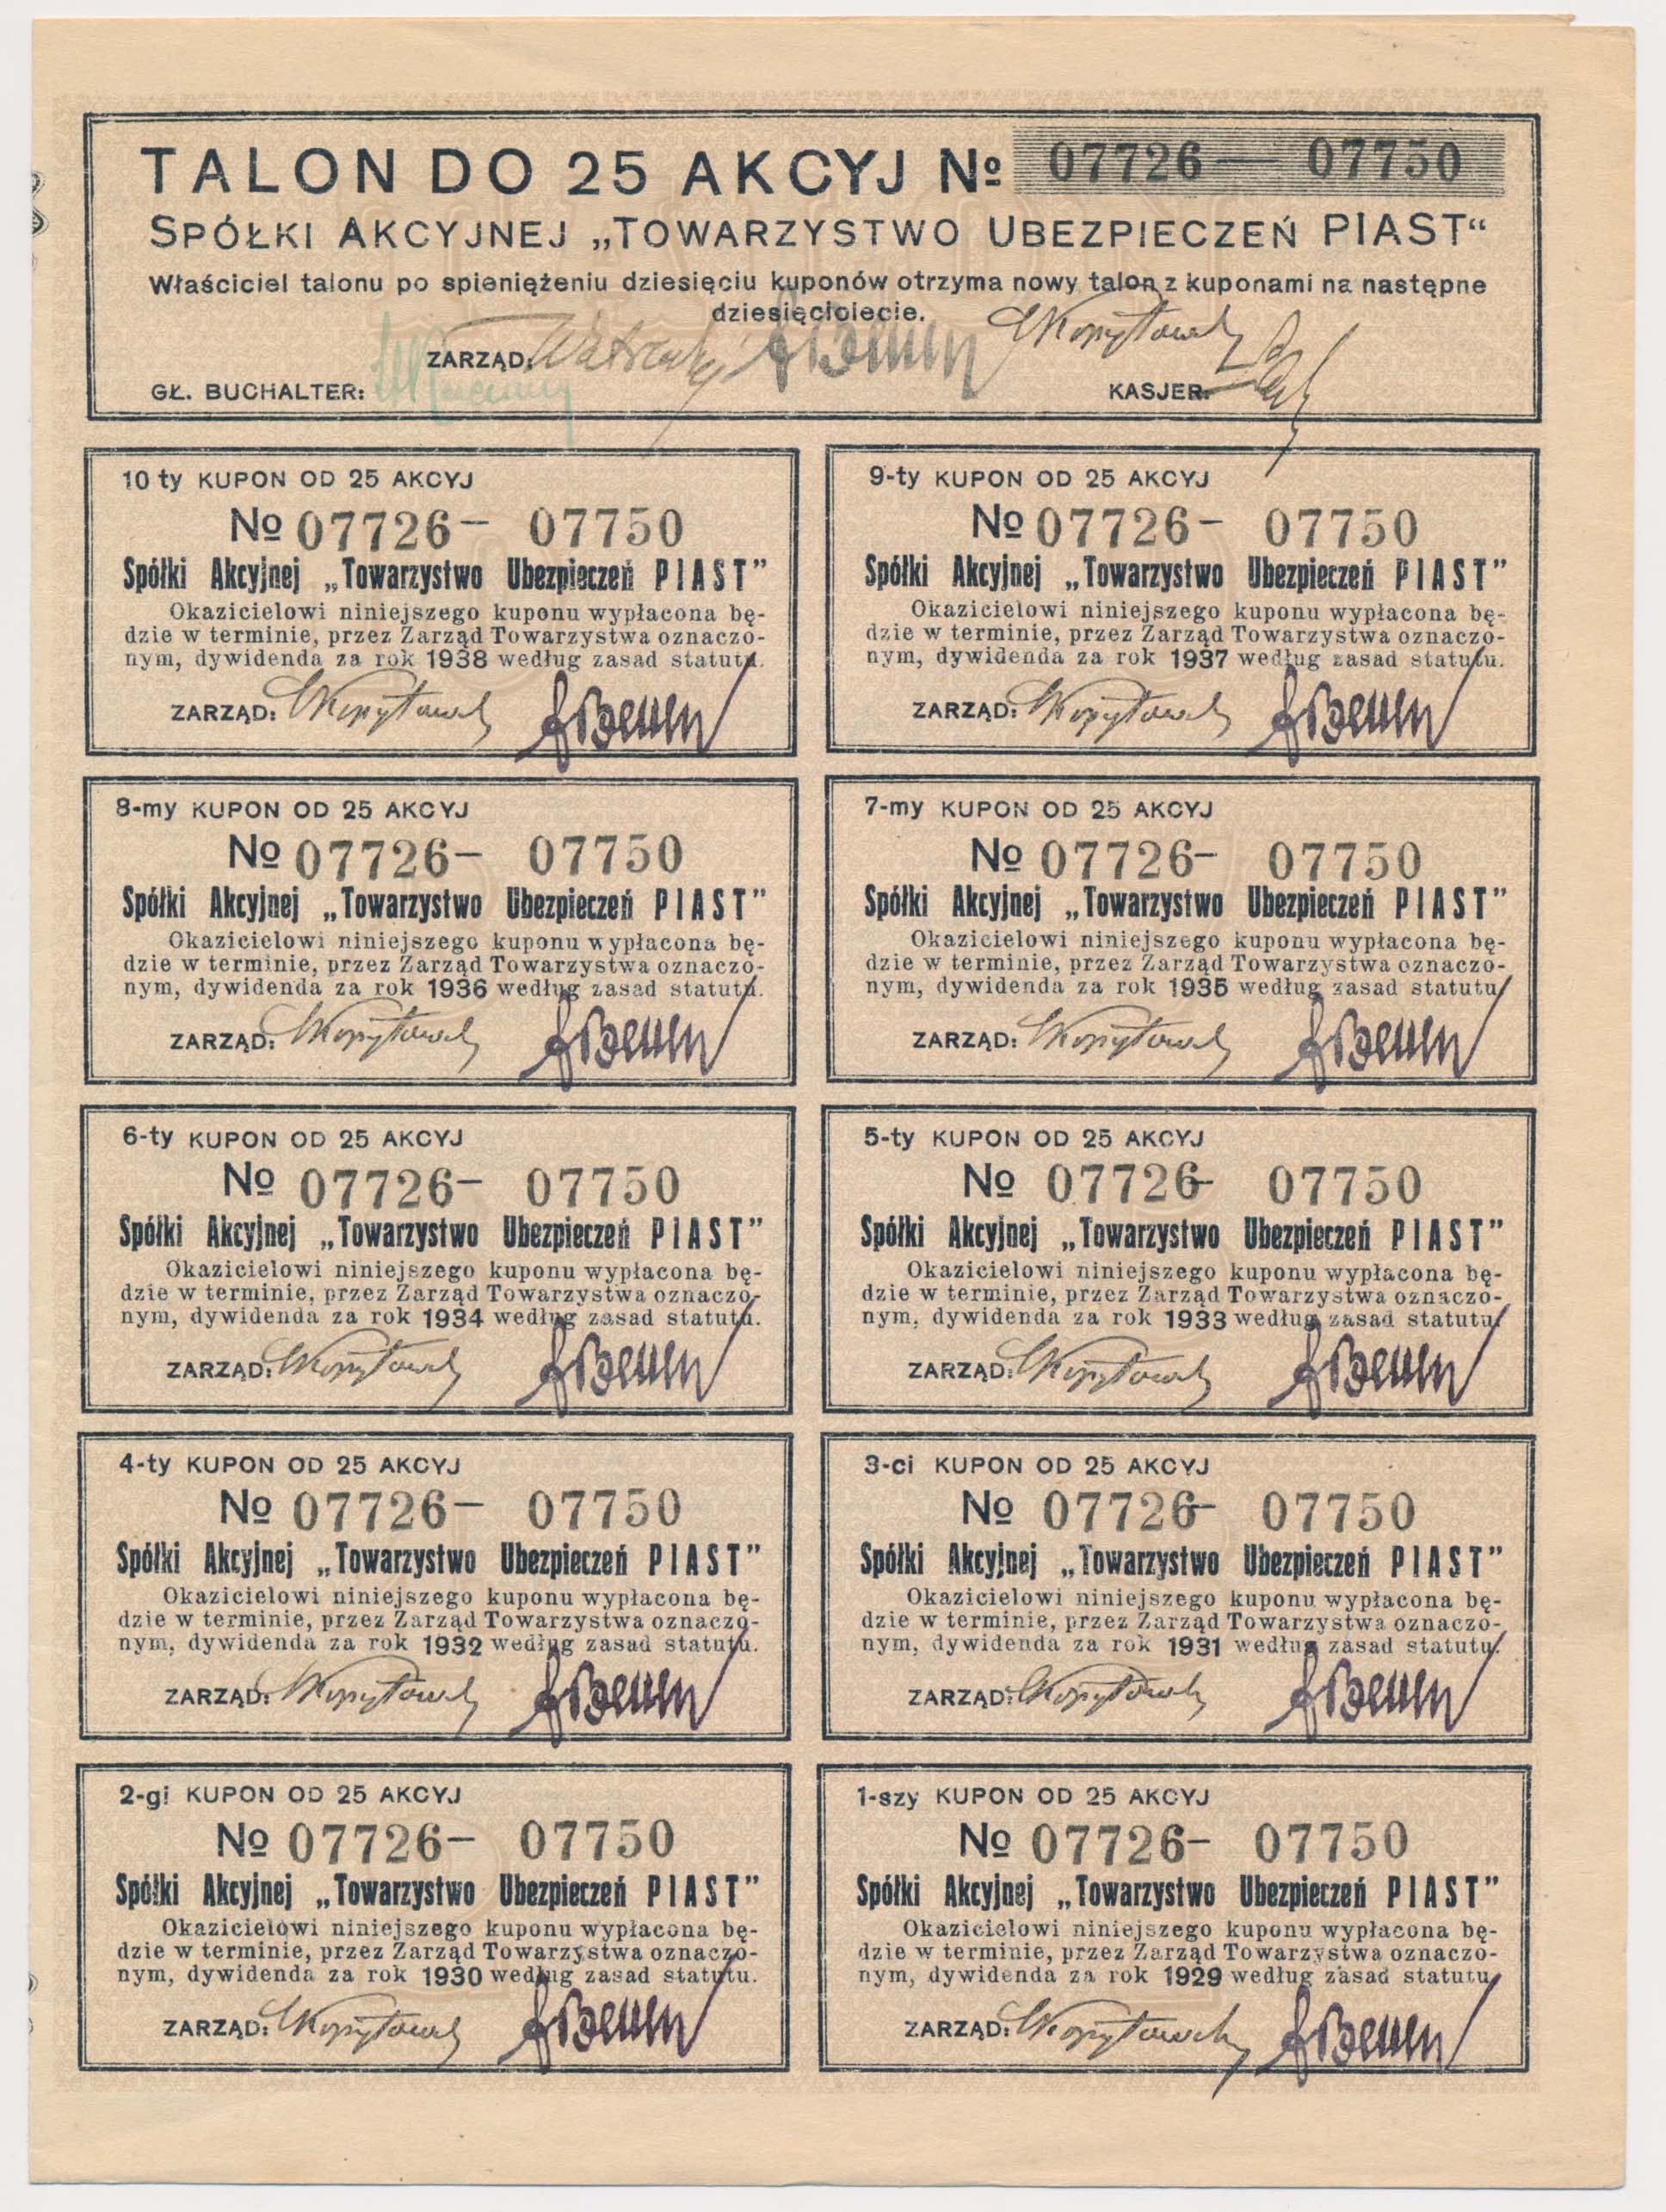 TALON DO 25 AKCYJ № 07726— 07750
SPÓŁKI AKCYJNEJ „TOWARZYSTWO UBEZPIECZEŃ PIAST“
Właściciel talonu po spieniężeniu dziesięciu kuponów otrzyma nowy talon z kuponami na następne
dziesięciolecie.
ZARZĄD:
GŁ. BUCHALTER:
KASJER:
10 ty KUPON OD 25 AKCYJ
№ 07726— 07750
Spółki Akcyjnej „Towarzystwo Ubezpieczeń PIAST”
Okazicielowi niniejszego kuponu wypłacona bę-
dzie w terminie, przez Zarząd Towarzystwa oznaczo-
nym, dywidenda za rok 1938 według zasad statutu.
ZARZĄD:
9-ty KUPON OD 25 AKCYJ
№ 07726- 07750
Spółki Akcyjnej „Towarzystwo Ubezpieczeń PIAST”
Okazicielowi niniejszego kuponu wypłacona bę-
dzie w terminie, przez Zarząd Towarzystwa oznaczo-
nym, dywidenda za rok 1937 według zasad statutu.
ZARZĄD:
8-my KUPON OD 25 AKCYJ
№ 07726— 07750
Spółki Akcyjnej „Towarzystwo Ubezpieczeń PIAST”
Okazicielowi niniejszego kuponu wypłacona bę-
dzie w terminie, przez Zarząd Towarzystwa oznaczo-
nym, dywidenda za rok 1936 według zasad statutu.
ZARZĄD:
7-my KUPON OD 25 AKCYJ
№ 07726- 07750
Spółki Akcyjnej „Towarzystwo Ubezpieczeń PIAST”
Okazicielowi niniejszego kuponu wypłacona bę-
dzie w terminie, przez Zarząd Towarzystwa oznaczo-
nym, dywidenda za rok 1935 według zasad statutu
ZARZĄD:
6-ty KUPON OD 25 AKCYJ
№ 07726— 07750
Spółki Akcyjnej „Towarzystwo Ubezpieczeń PIAST”
Okazicielowi niniejszego kuponu wypłacona bę-
dzie w terminie, przez Zarząd Towarzystwa oznaczo-
nym, dywidenda za rok 1934 według zasad statutu.
ZARZĄD:
5-ty KUPON OD 25 AKCYJ
№ 07726- 07750
Spółki Akcyjnej „Towarzystwo Ubezpieczeń PIAST”
Okazicielowi niniejszego kuponu wypłacona bę-
dzie w terminie, przez Zarząd Towarzystwa oznaczo-
nym, dywidenda za rok 1933 według zasad statutu
ZARZĄD:
4-ty KUPON OD 25 AKCYJ
№ 07726— 07750
Spółki Akcyjnej „Towarzystwo Ubezpieczeń PIAST”
Okazicielowi niniejszego kuponu wypłacona bę-
dzie w terminie, przez Zarząd Towarzystwa oznaczo-
nym, dywidenda za rok 1932 według zasad statutu.
ZARZĄD:
3-ci KUPON OD 25 AKCYJ
№ 07726- 07750
Spółki Akcyjnej „Towarzystwo Ubezpieczeń PIAST”
Okazicielowi niniejszego kuponu wypłacona bę-
dzie w terminie, przez Zarząd Towarzystwa oznaczo-
nym, dywidenda za rok 1931 według zasad statutu.
ZARZĄD:
2-gi KUPON OD 25 AKCYJ
№ 07726— 07750
Spółki Akcyjnej „Towarzystwo Ubezpieczeń PIAST”
Okazicielowi niniejszego kuponu wypłacona bę-
dzie w terminie, przez Zarząd Towarzystwa oznaczo-
nym, dywidenda za rok 1930 według zasad statutu.
ZARZĄD:
1-szy KUPON OD 25 AKCYJ
№ 07726- 07750
Spółki Akcyjnej „Towarzystwo Ubezpieczeń PIAST”
Okazicielowi niniejszego kuponu wypłacona bę-
dzie w terminie, przez Zarząd Towarzystwa oznaczo-
nym, dywidenda za rok 1929 według zasad statutu
ZARZĄD: